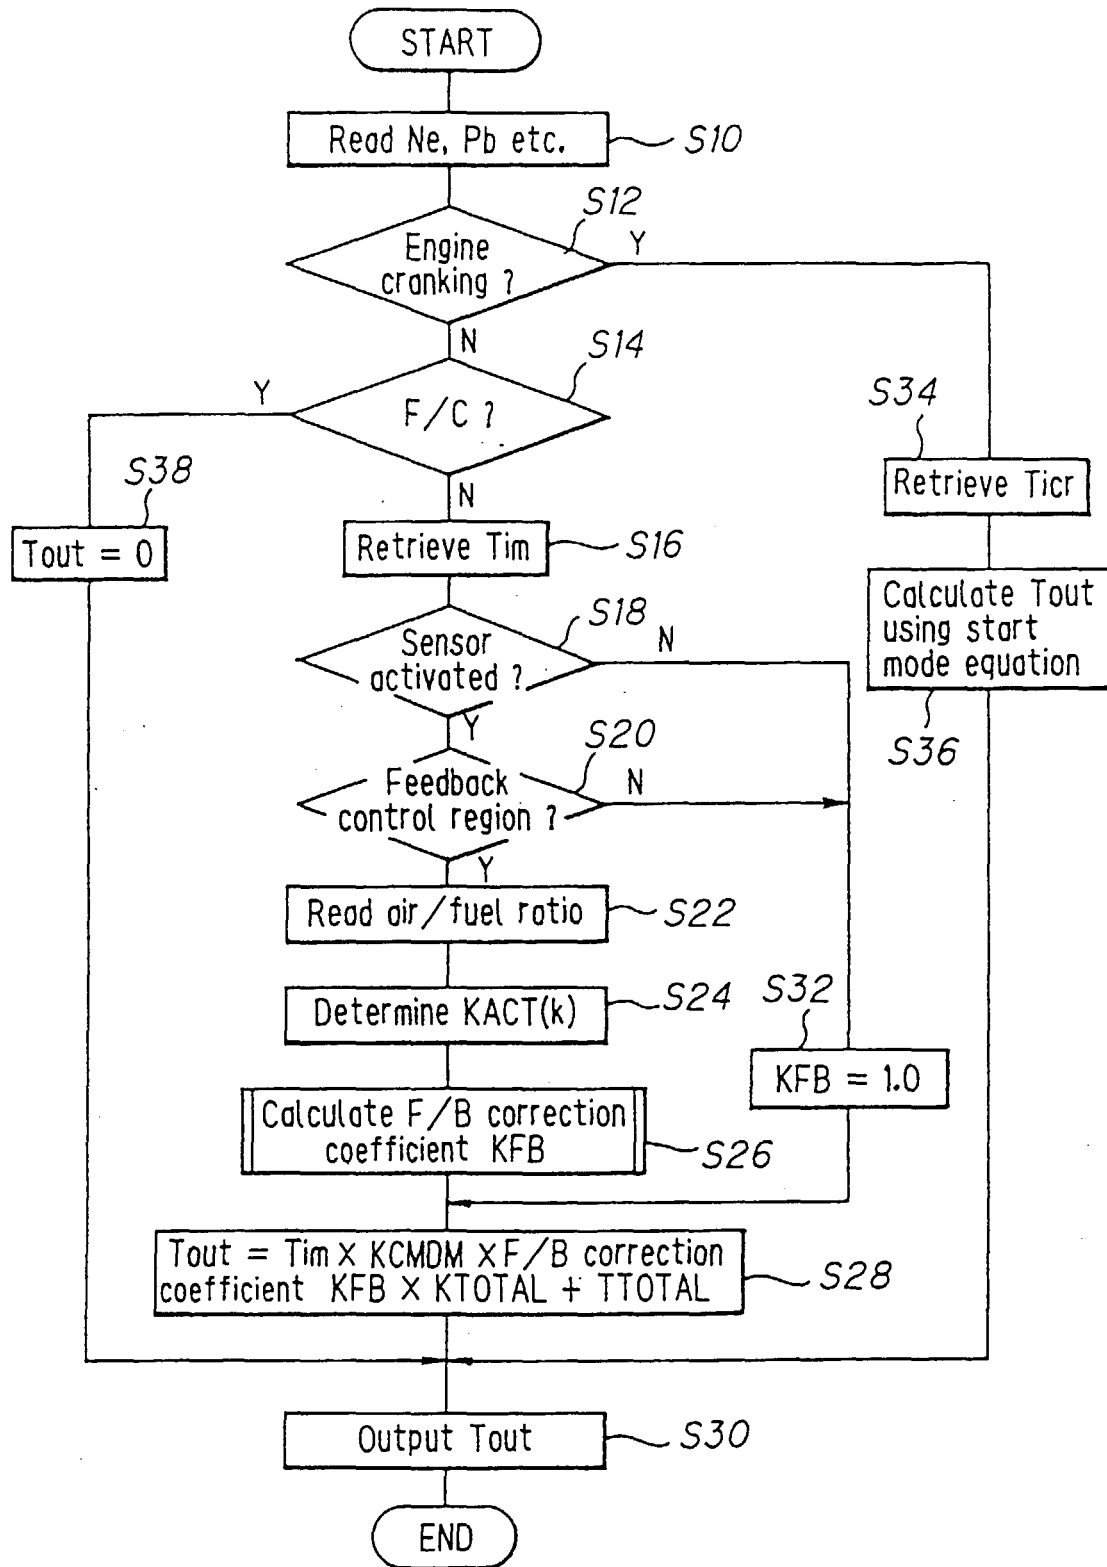 START
Read Ne, Pb etc.
S10
S12
Engine
cranking ?
Y
N
S14
Y
F/C ?
S34
S38
N
Retrieve Ticr
Tout = 0
Retrieve Tim
S16
Calculate Tout
using start
mode equation
S18
Sensor
activated ?
N
Y
S36
S20
Feedback
control region ?
N
Y
Read air/fuel ratio
S22
Determine KACT(k)
S24
S32
KFB = 1.0
Calculate F/B correction
coefficient KFB
S26
Tout = Tim × KCMDM × F/B correction
coefficient KFB × KTOTAL + TTOTAL
S28
Output Tout
S30
END